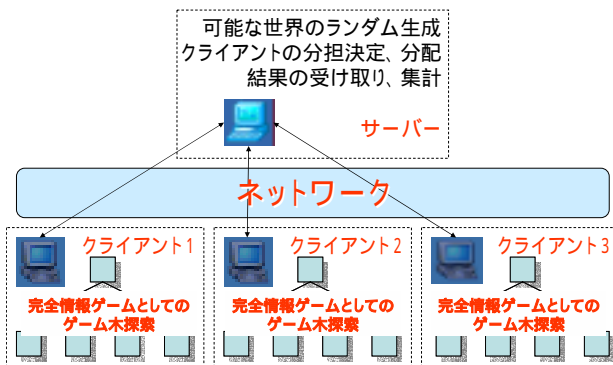 可能な世界のランダム生成
クライアントの分担決定、分配
結果の受け取り、集計
サーバー
ネットワーク
クライアント1
完全情報ゲームとしての
ゲーム木探索
クライアント2
完全情報ゲームとしての
ゲーム木探索
クライアント3
完全情報ゲームとしての
ゲーム木探索